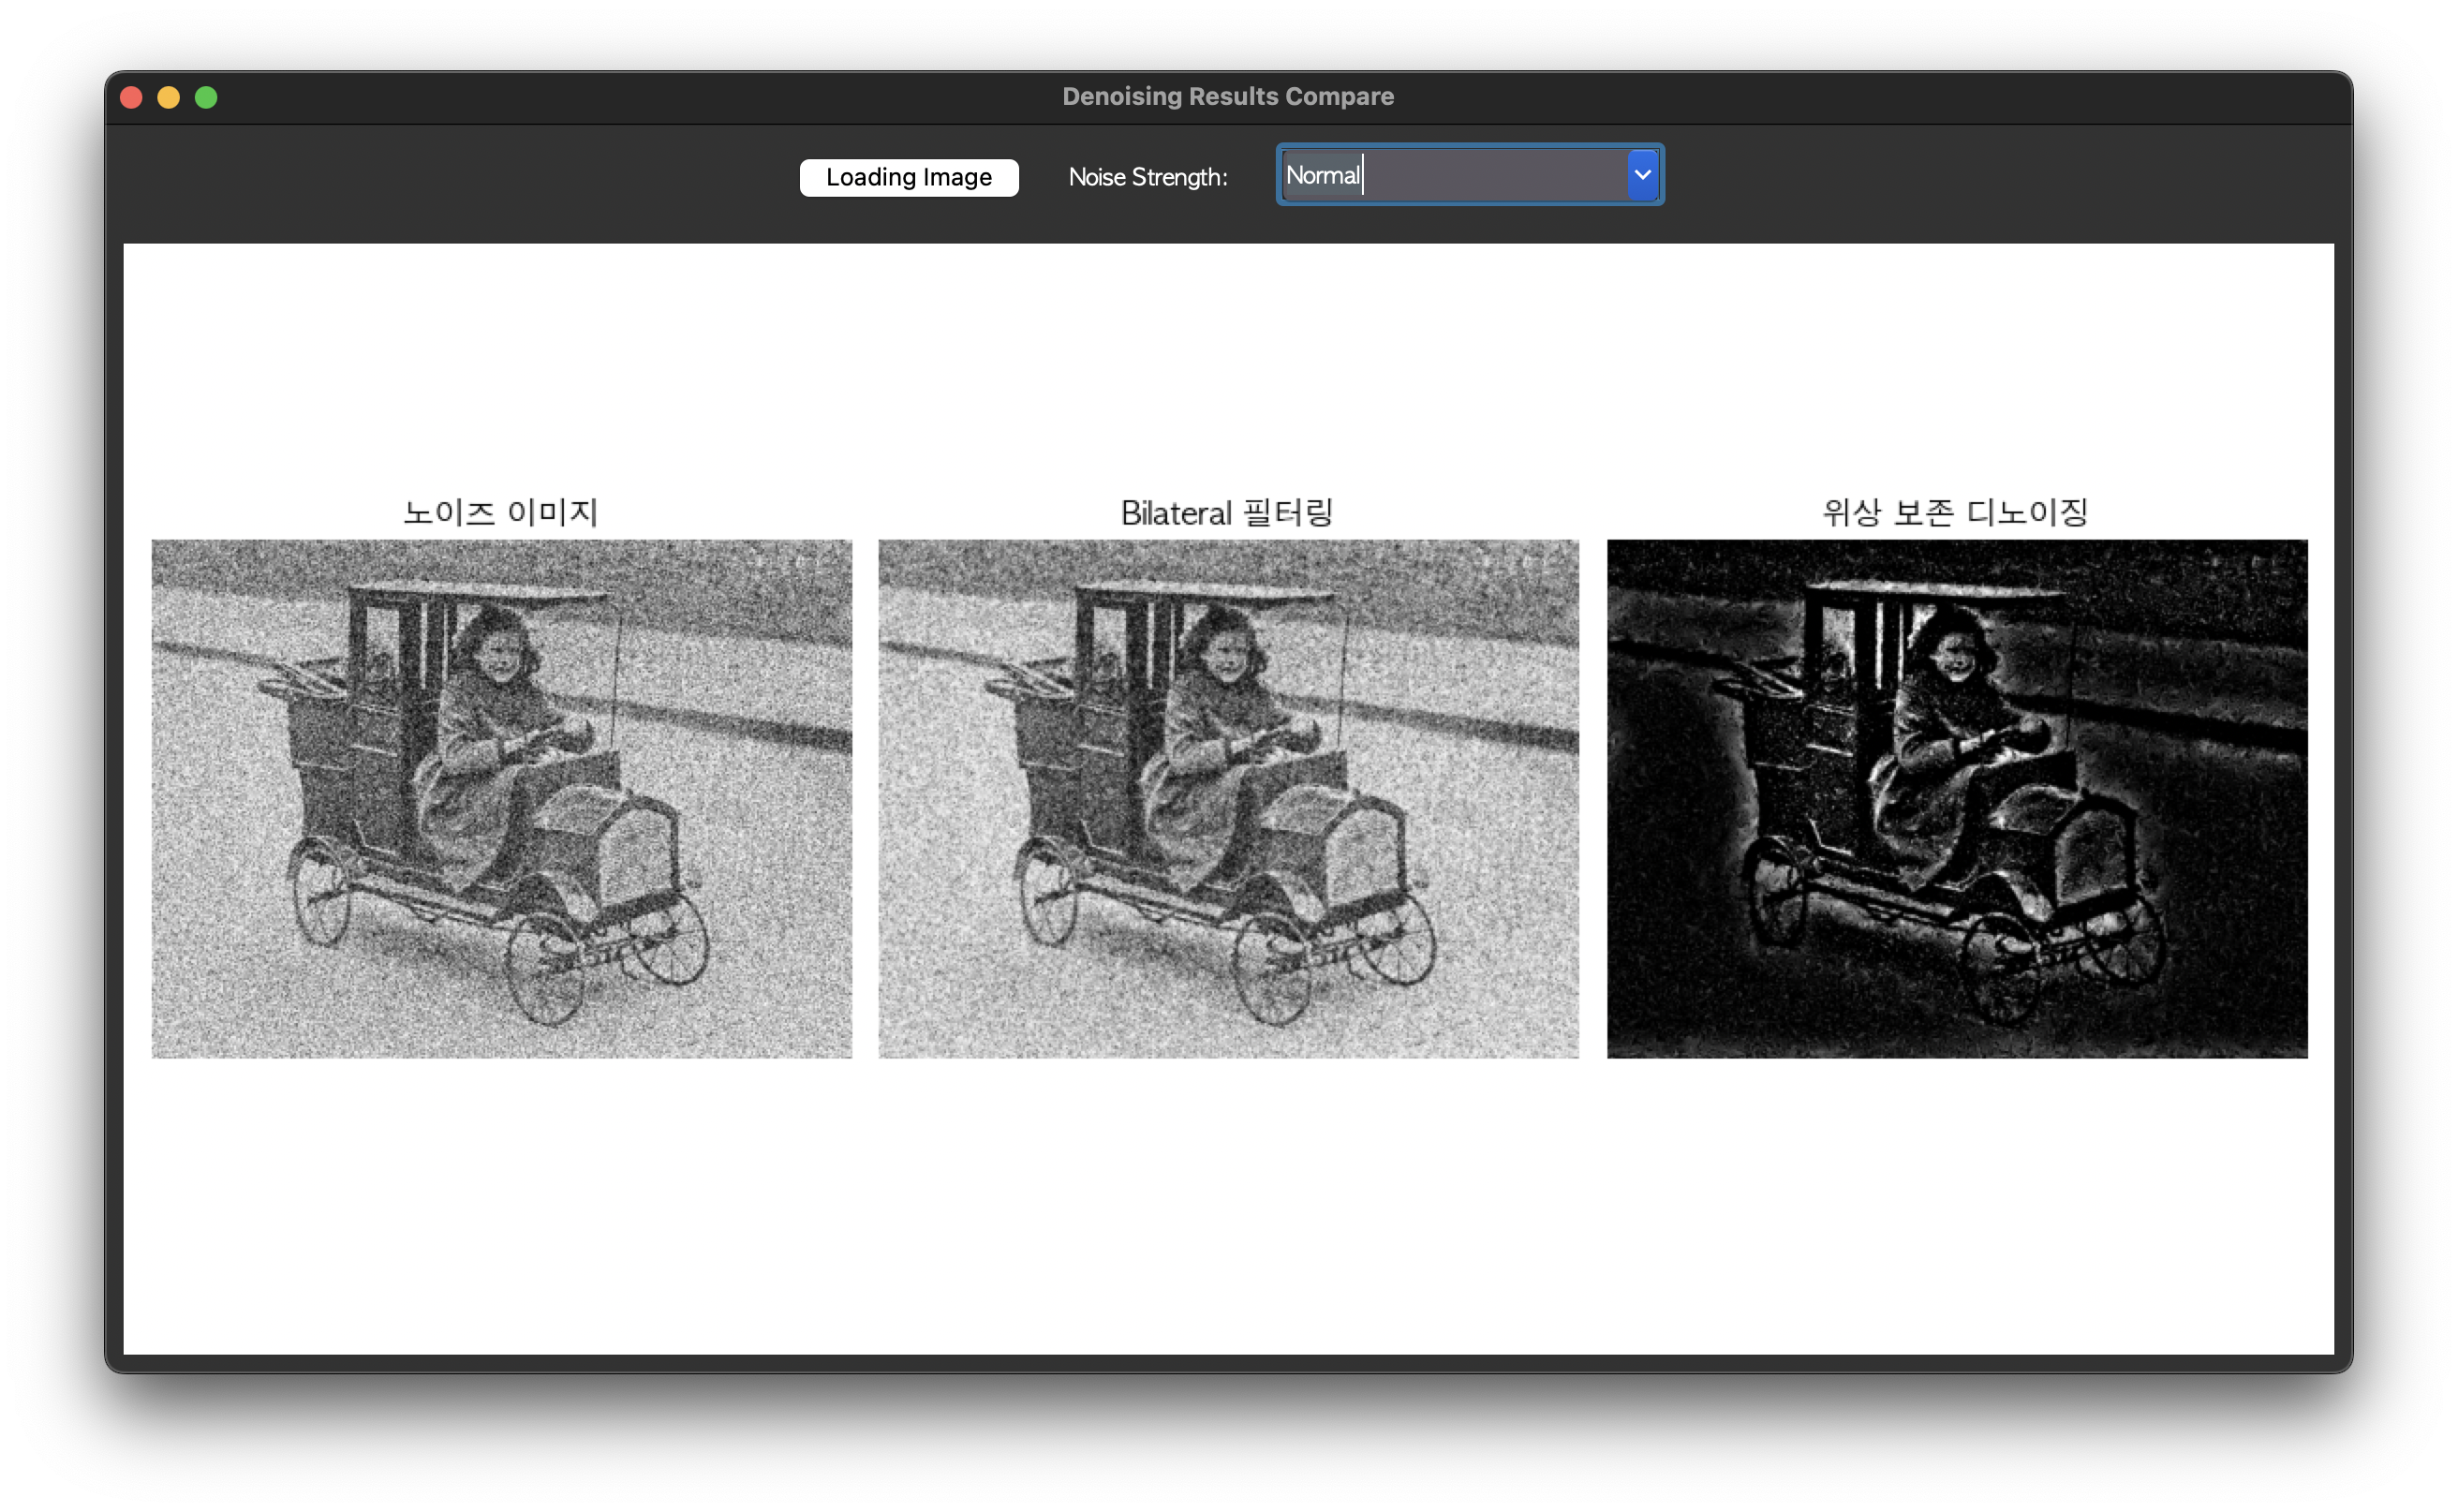 Denoising Results Compare
Loading Image
Noise Strength:
Normal
노이즈 이미지
Bilateral 필터링
위상 보존 디노이징